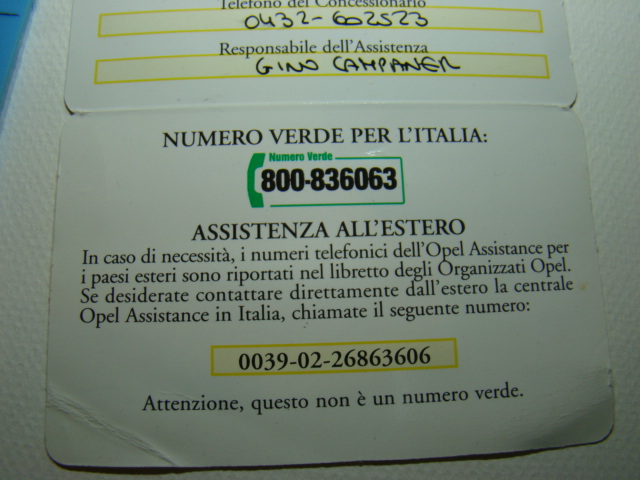 Telefono del Concessionario
0432-602523
Responsabile dell'Assistenza
GINO CAMPANER
NUMERO VERDE PER L'ITALIA:
Numero Verde
800-836063
ASSISTENZA ALL'ESTERO
In caso di necessità, i numeri telefonici dell'Opel Assistance per
i paesi esteri sono riportati nel libretto degli Organizzati Opel.
Se desiderate contattare direttamente dall'estero la centrale
Opel Assistance in Italia, chiamate il seguente numero:
0039-02-26863606
Attenzione, questo non è un numero verde.